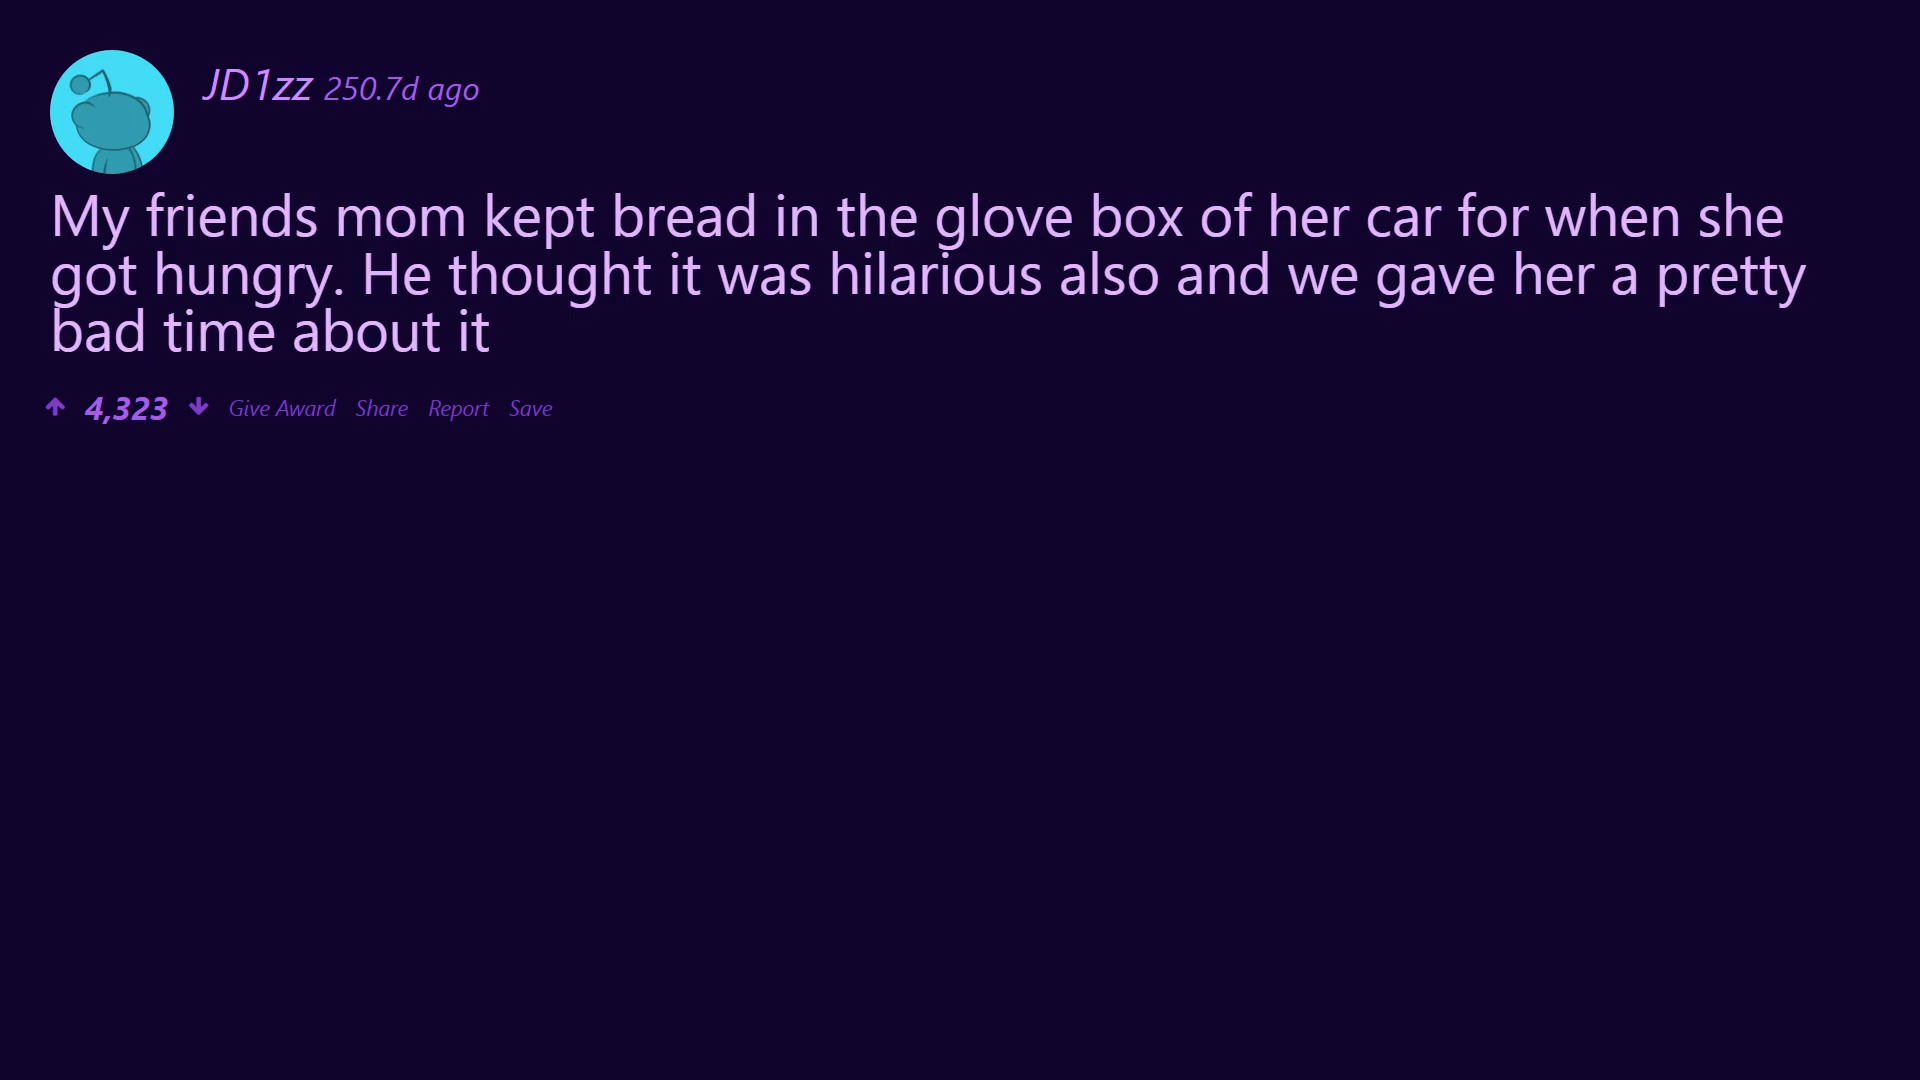 JD1zz 250.7d ago
My friends mom kept bread in the glove box of her car for when she
got hungry. He thought it was hilarious also and we gave her a pretty
bad time about it
4,323 Give Award Share Report Save